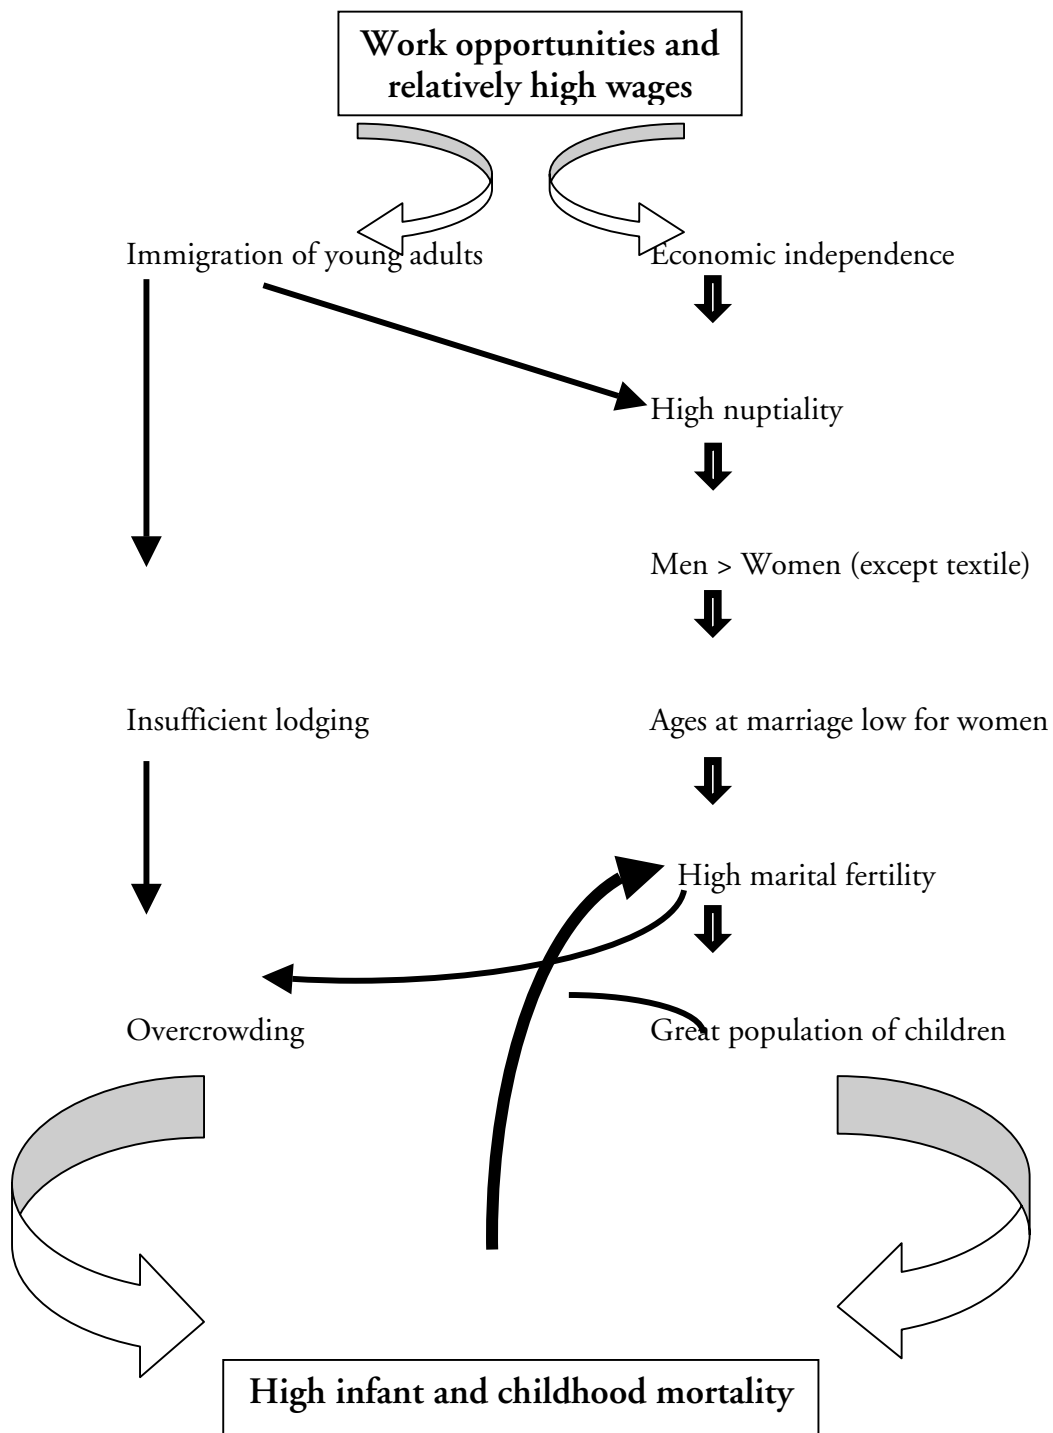 Work opportunities and
relatively high wages
Immigration of young adults
Economic independence
High nuptiality
Men > Women (except textile)
Insufficient lodging
Ages at marriage low for women
High marital fertility
Overcrowding
Great population of children
High infant and childhood mortality